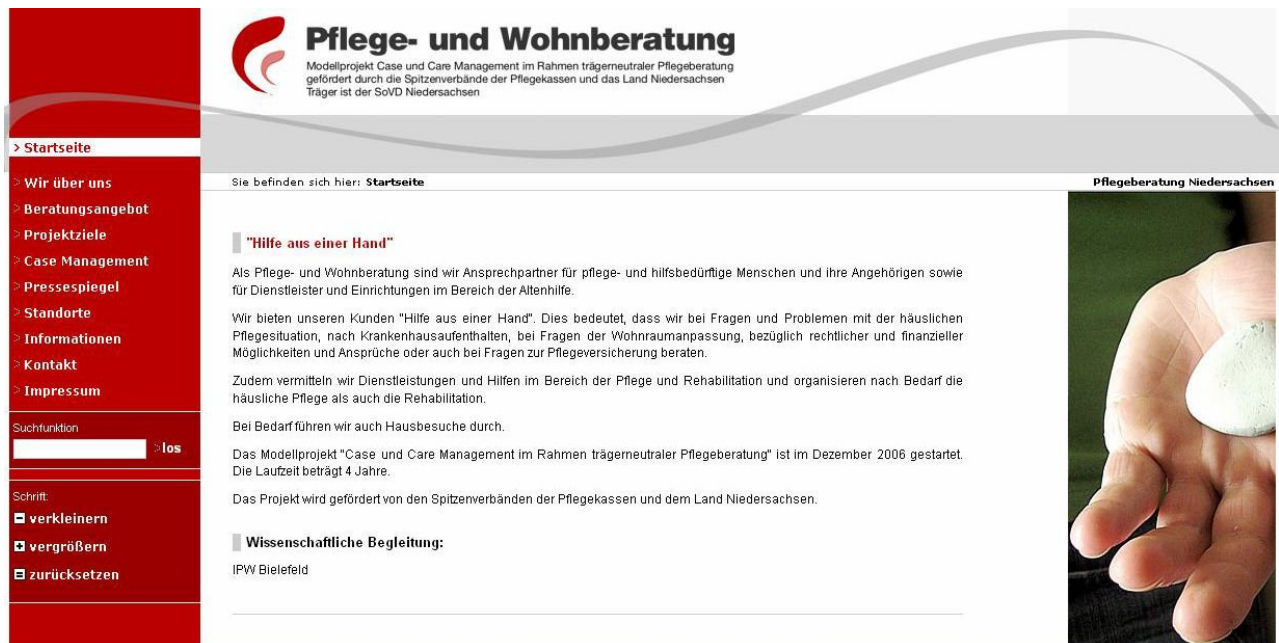 Pflege- und Wohnberatung
Modellprojekt Case und Care Management im Rahmen trägerneutraler Pflegeberatung
gefördert durch die Spitzenverbände der Pflegekassen und das Land Niedersachsen
Träger ist der SoVD Niedersachsen
> Startseite
> Wir über uns
> Beratungsangebot
> Projektziele
> Case Management
> Pressespiegel
> Standorte
> Informationen
> Kontakt
> Impressum
Suchfunktion
>los
Schrift:
verkleinern
vergrößern
zurücksetzen
Sie befinden sich hier: Startseite
Pflegeberatung Niedersachsen
"Hilfe aus einer Hand"
Als Pflege- und Wohnberatung sind wir Ansprechpartner für pflege- und hilfsbedürftige Menschen und ihre Angehörigen sowie
für Dienstleister und Einrichtungen im Bereich der Altenhilfe.
Wir bieten unseren Kunden "Hilfe aus einer Hand". Dies bedeutet, dass wir bei Fragen und Problemen mit der häuslichen
Pflegesituation, nach Krankenhausaufenthalten, bei Fragen der Wohnraumanpassung, bezüglich rechtlicher und finanzieller
Möglichkeiten und Ansprüche oder auch bei Fragen zur Pflegeversicherung beraten.
Zudem vermitteln wir Dienstleistungen und Hilfen im Bereich der Pflege und Rehabilitation und organisieren nach Bedarf die
häusliche Pflege als auch die Rehabilitation.
Bei Bedarf führen wir auch Hausbesuche durch.
Das Modellprojekt "Case und Care Management im Rahmen trägerneutraler Pflegeberatung" ist im Dezember 2006 gestartet.
Die Laufzeit beträgt 4 Jahre.
Das Projekt wird gefördert von den Spitzenverbänden der Pflegekassen und dem Land Niedersachsen.
Wissenschaftliche Begleitung:
IPW Bielefeld